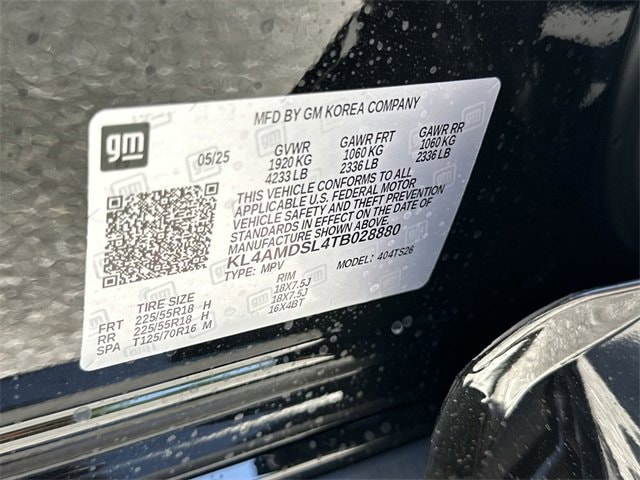 MFD BY GM KOREA COMPANY
gm
05/25 GVWR GAWR FRT GAWR RR
1920 KG 1060 KG 1060 KG
4233 LB 2336 LB 2336 LB
THIS VEHICLE CONFORMS TO ALL
APPLICABLE U.S. FEDERAL MOTOR
VEHICLE SAFETY AND THEFT PREVENTION
STANDARDS IN EFFECT ON THE DATE OF
MANUFACTURE SHOWN ABOVE.
KL4AMDSL4TB028880
TYPE: MPV MODEL: 404TS26
TIRE SIZE RIM
FRT 225/55R18 H 18X7.5J
RR 225/55R18 H 18X7.5J
SPA T125/70R16 M 16X4BT